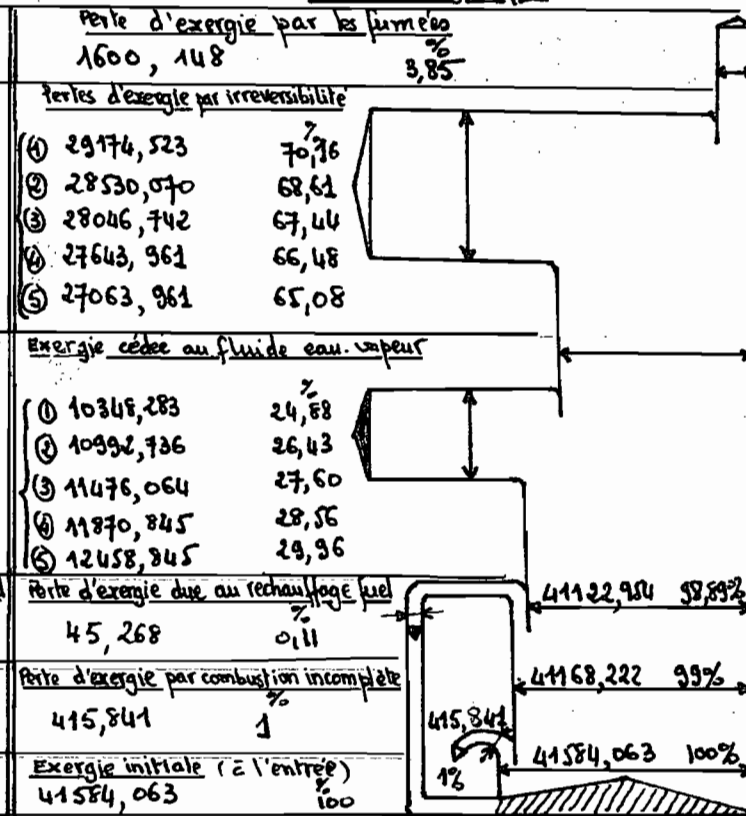 Perte d'exergie par les fumées
%
1600, 148 3,85
Pertes d'exergie par irreversibilité
%
① 29174,523 70,16
② 28530,070 68,61
③ 28046,742 67,44
④ 27643, 961 66,48
⑤ 27063, 961 65,08
Exergie cédée au fluide eau-vapeur
%
① 10348,283 24,88
② 10992,736 26,43
③ 11476,064 27,60
④ 11870,845 28,56
⑤ 12458,845 29,96
Perte d'exergie due au rechauffage fuel
%
45, 268 0,11
41122,954 98,89%
Perte d'exergie par combustion incomplète
%
415,841 1
41168,222 99%
415,841
1%
Exergie initiale (à l'entrée)
%
41584,063 100
41584,063 100%